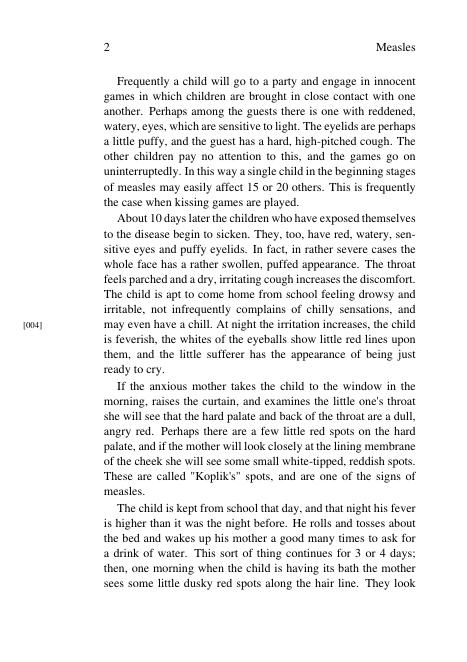 2 Measles
Frequently a child will go to a party and engage in innocent
games in which children are brought in close contact with one
another. Perhaps among the guests there is one with reddened,
watery, eyes, which are sensitive to light. The eyelids are perhaps
a little puffy, and the guest has a hard, high-pitched cough. The
other children pay no attention to this, and the games go on
uninterruptedly. In this way a single child in the beginning stages
of measles may easily affect 15 or 20 others. This is frequently
the case when kissing games are played.
About 10 days later the children who have exposed themselves
to the disease begin to sicken. They, too, have red, watery, sen-
sitive eyes and puffy eyelids. In fact, in rather severe cases the
whole face has a rather swollen, puffed appearance. The throat
feels parched and a dry, irritating cough increases the discomfort.
The child is apt to come home from school feeling drowsy and
irritable, not infrequently complains of chilly sensations, and
[004] may even have a chill. At night the irritation increases, the child
is feverish, the whites of the eyeballs show little red lines upon
them, and the little sufferer has the appearance of being just
ready to cry.
If the anxious mother takes the child to the window in the
morning, raises the curtain, and examines the little one's throat
she will see that the hard palate and back of the throat are a dull,
angry red. Perhaps there are a few little red spots on the hard
palate, and if the mother will look closely at the lining membrane
of the cheek she will see some small white-tipped, reddish spots.
These are called "Koplik's" spots, and are one of the signs of
measles.
The child is kept from school that day, and that night his fever
is higher than it was the night before. He rolls and tosses about
the bed and wakes up his mother a good many times to ask for
a drink of water. This sort of thing continues for 3 or 4 days;
then, one morning when the child is having its bath the mother
sees some little dusky red spots along the hair line. They look